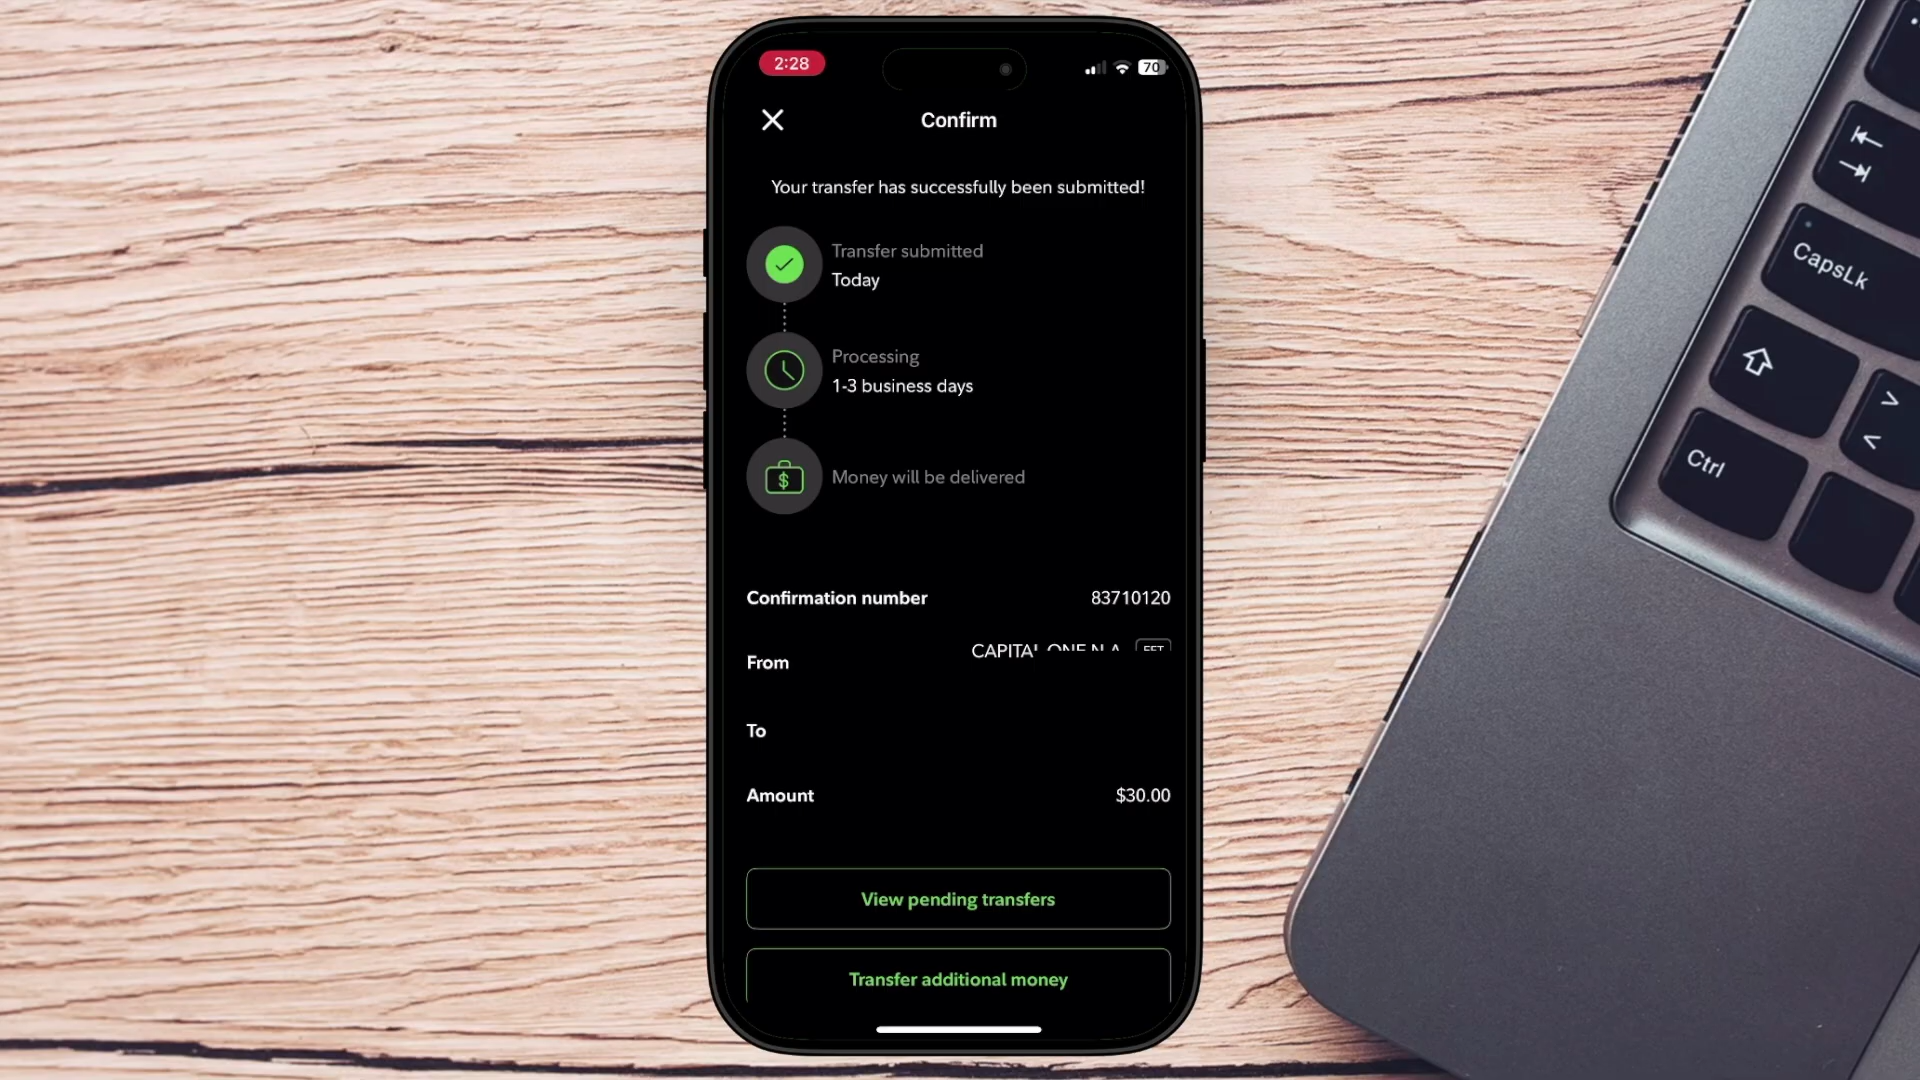 2:28
70
Confirm
Your transfer has successfully been submitted!
Transfer submitted
Today
Processing
1-3 business days
$
Money will be delivered
Confirmation number
83710120
CAPITAL ONE N.A.
EFT
From
To
Amount
$30.00
View pending transfers
Transfer additional money
CapsLk
>
<
Ctrl